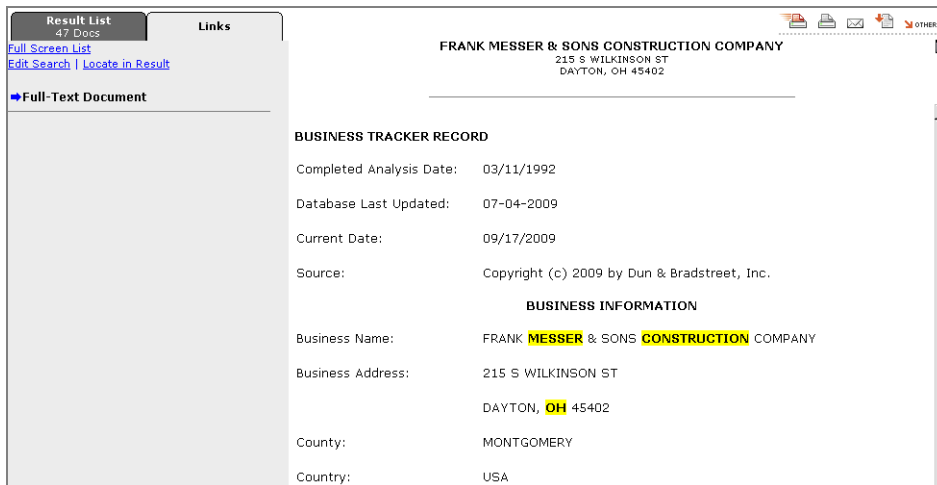 Result List
47 Docs
Links
Full Screen List
Edit Search | Locate in Result
Full-Text Document
OTHER
FRANK MESSER & SONS CONSTRUCTION COMPANY
215 S WILKINSON ST
DAYTON, OH 45402
BUSINESS TRACKER RECORD
Completed Analysis Date: 03/11/1992
Database Last Updated: 07-04-2009
Current Date: 09/17/2009
Source: Copyright (c) 2009 by Dun & Bradstreet, Inc.
BUSINESS INFORMATION
Business Name: FRANK MESSER & SONS CONSTRUCTION COMPANY
Business Address: 215 S WILKINSON ST
DAYTON, OH 45402
County: MONTGOMERY
Country: USA